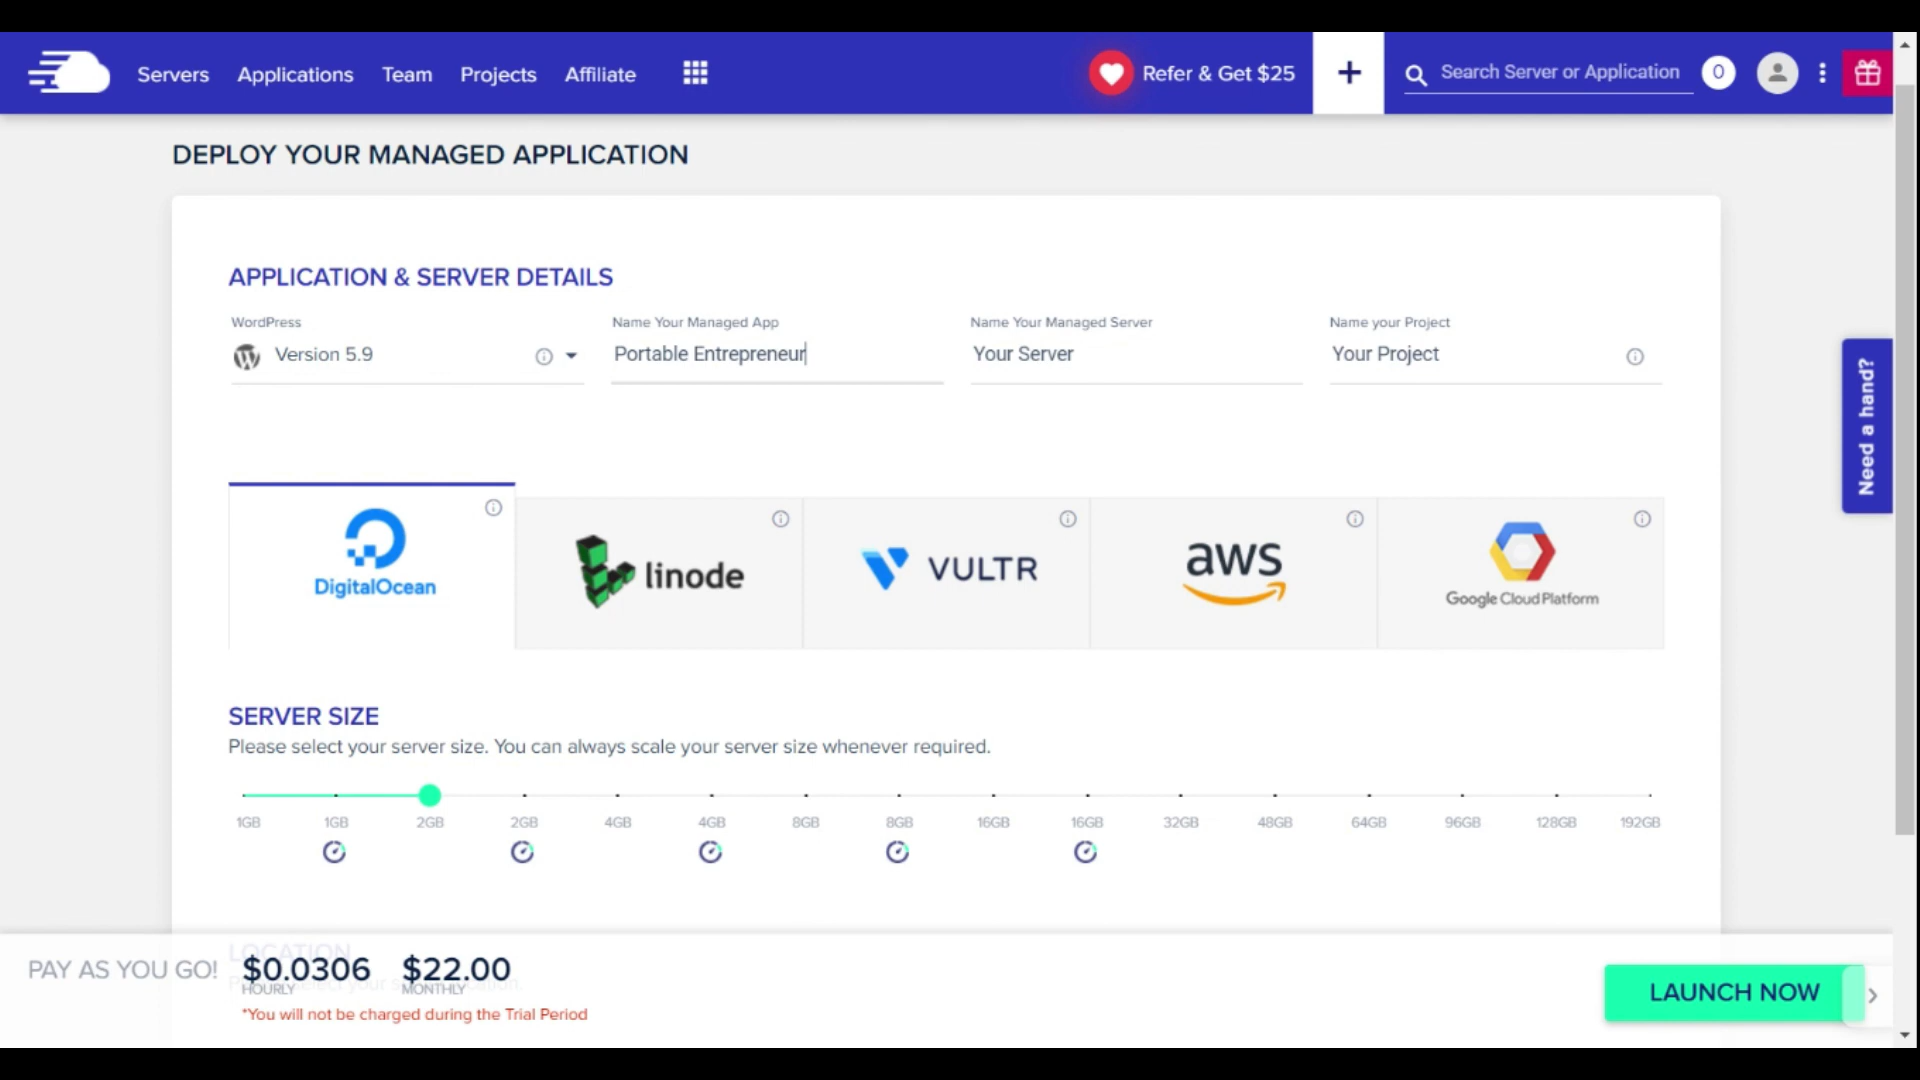 Servers Applications Team Projects Affiliate Refer & Get $25 + Search Server or Application 0
DEPLOY YOUR MANAGED APPLICATION
APPLICATION & SERVER DETAILS
WordPress Name Your Managed App Name Your Managed Server Name your Project
Version 5.9 Portable Entrepreneur Your Server Your Project
Need a hand?
DigitalOcean linode VULTR aws Google Cloud Platform
SERVER SIZE
Please select your server size. You can always scale your server size whenever required.
1GB 1GB 2GB 2GB 4GB 4GB 8GB 8GB 16GB 16GB 32GB 48GB 64GB 96GB 128GB 192GB
LOCATION
PAY AS YOU GO! $0.0306 $22.00
HOURLY MONTHLY
*You will not be charged during the Trial Period
LAUNCH NOW